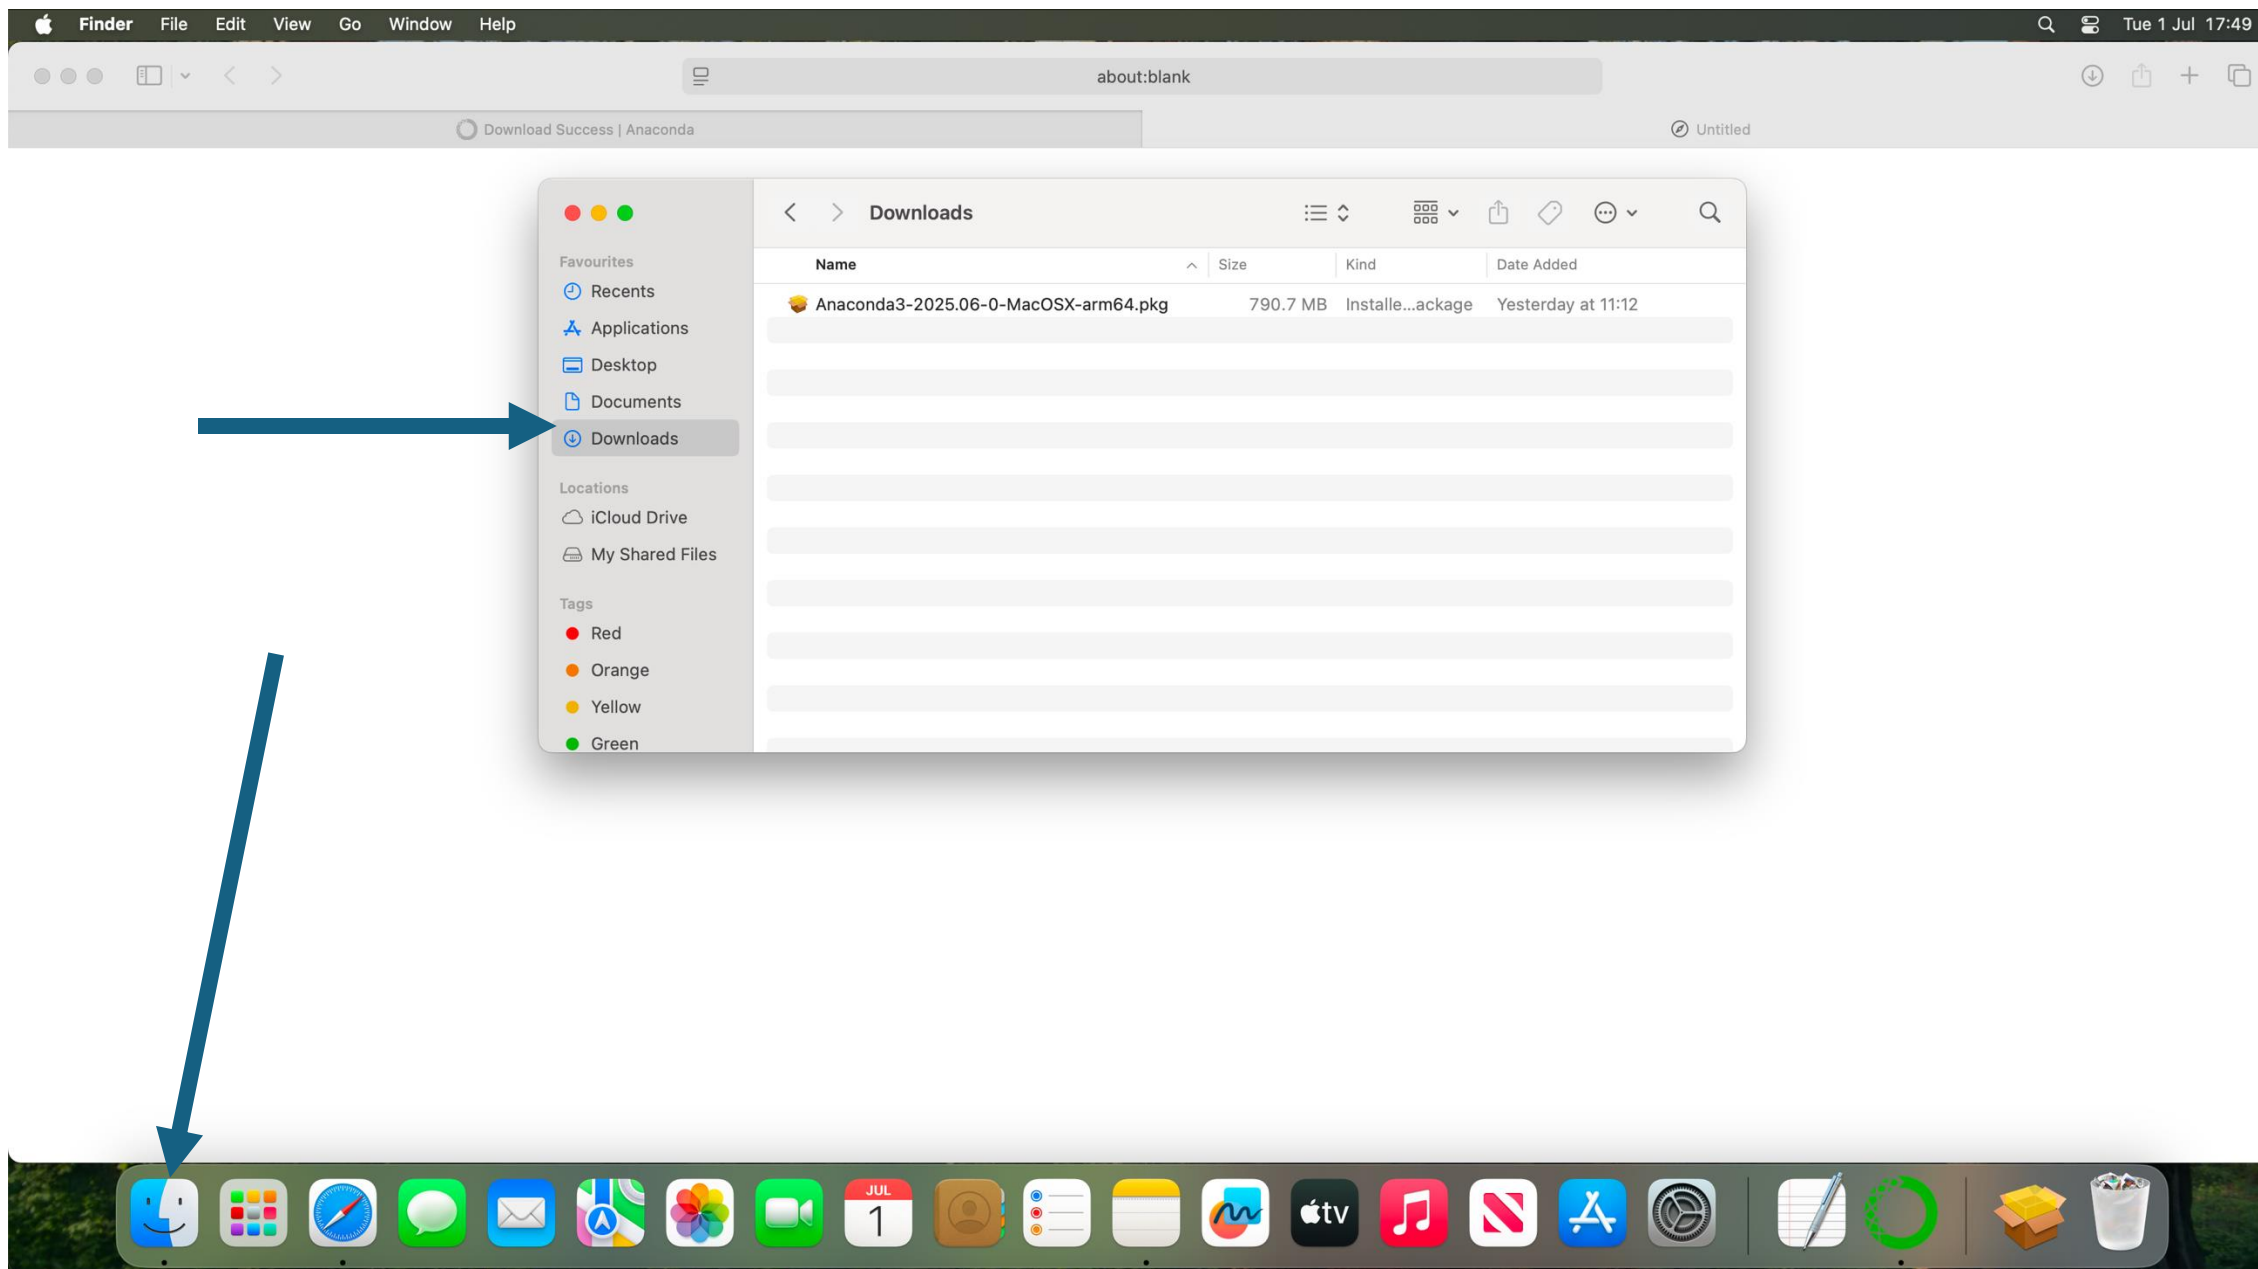 Finder File Edit View Go Window Help Tue 1 Jul 17:49
about:blank
Download Success | Anaconda Untitled
Downloads
Favourites
Recents
Applications
Desktop
Documents
Downloads
Locations
iCloud Drive
My Shared Files
Tags
Red
Orange
Yellow
Green
Name Size Kind Date Added
Anaconda3-2025.06-0-MacOSX-arm64.pkg 790.7 MB Installe...ackage Yesterday at 11:12
JUL
1
tv